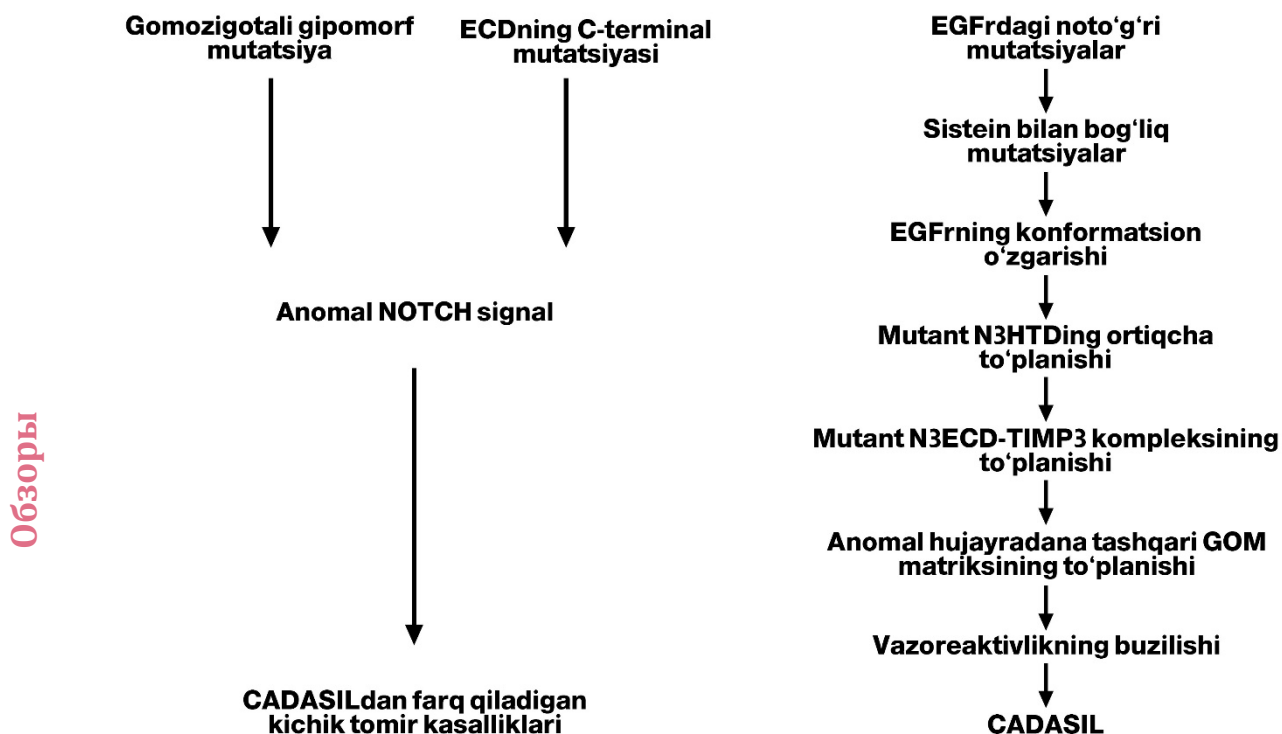 Gomozigotali gipomorf
mutatsiya
ECDning C-terminal
mutatsiyasi
Anomal NOTCH signal
CADASILdan farq qiladigan
kichik tomir kasalliklari
EGFrdagi noto‘g‘ri
mutatsiyalar
Sistein bilan bog‘liq
mutatsiyalar
EGFrning konformatsion
o‘zgarishi
Mutant N3HTDing ortiqcha
to‘planishi
Mutant N3ECD-TIMP3 kompleksining
to‘planishi
Anomal hujayradana tashqari GOM
matriksining to‘planishi
Vazoreaktivlikning buzilishi
CADASIL
Обзоры